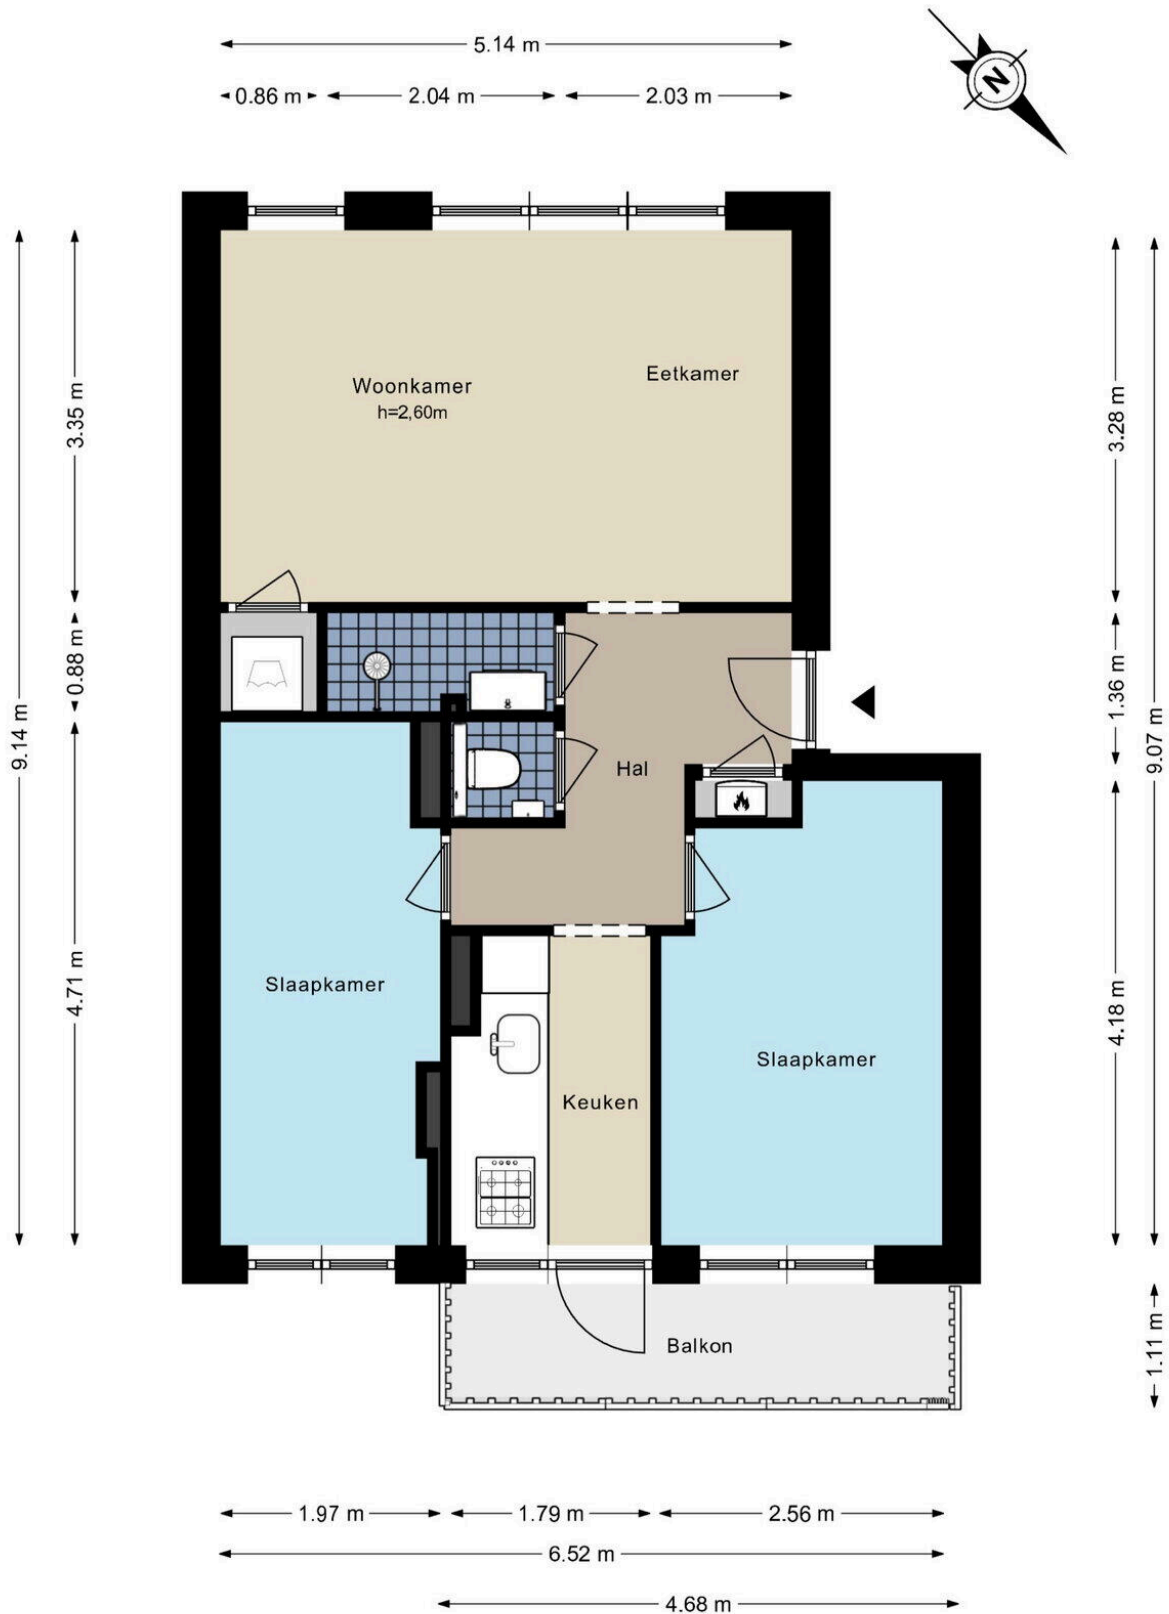 5.14 m
0.86 m
2.04 m
2.03 m
N
Woonkamer
h=2,60m
Eetkamer
3.35 m
3.28 m
0.88 m
1.36 m
9.14 m
9.07 m
Hal
4.71 m
4.18 m
Slaapkamer
Slaapkamer
Keuken
Balkon
1.11 m
1.97 m
1.79 m
2.56 m
6.52 m
4.68 m